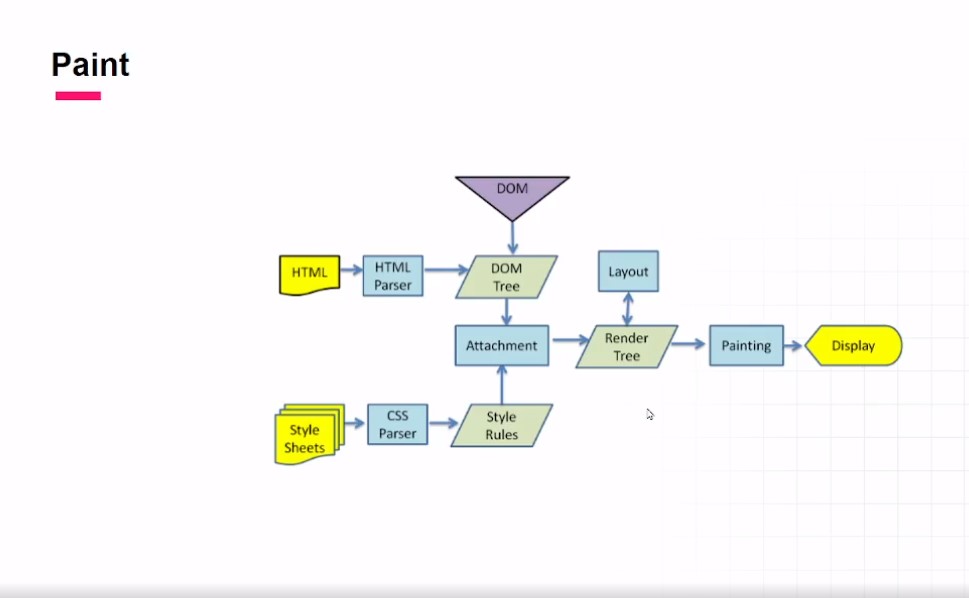 Paint
DOM
HTML
HTML
Parser
DOM
Tree
Layout
Attachment
Render
Tree
Painting
Display
Style
Sheets
CSS
Parser
Style
Rules